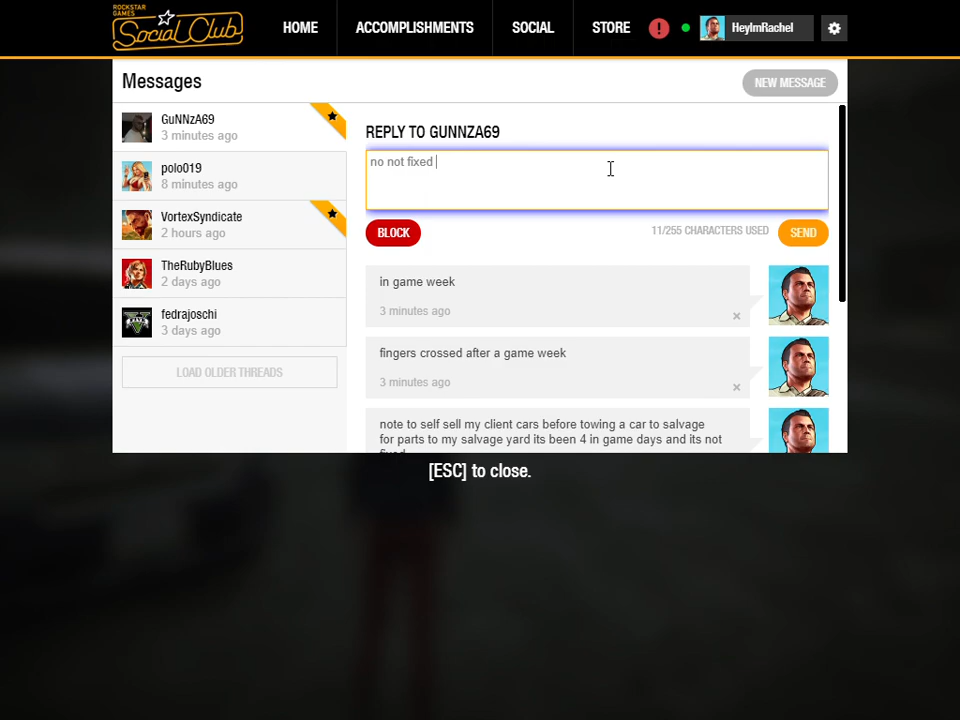 ROCKSTAR
GAMES
Social Club
HOME
ACCOMPLISHMENTS
SOCIAL
STORE
!
HeyImRachel
Messages
NEW MESSAGE
GuNNzA69
3 minutes ago
polo019
8 minutes ago
VortexSyndicate
2 hours ago
TheRubyBlues
2 days ago
fedrajoschi
3 days ago
LOAD OLDER THREADS
REPLY TO GUNNZA69
no not fixed
BLOCK
11/255 CHARACTERS USED
SEND
in game week
3 minutes ago
×
fingers crossed after a game week
3 minutes ago
×
note to self sell my client cars before towing a car to salvage
for parts to my salvage yard its been 4 in game days and its not
fixed
[ESC] to close.